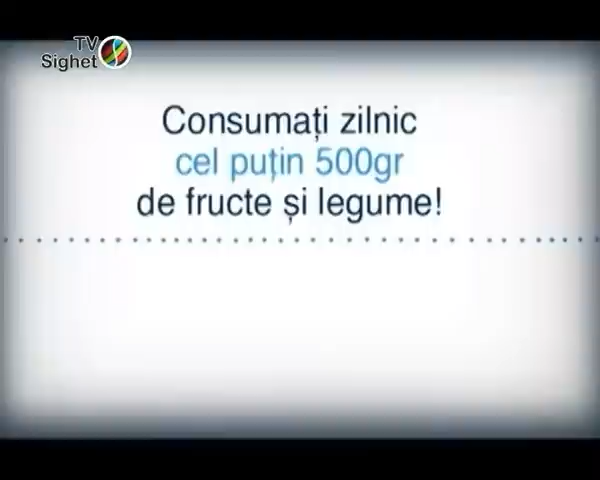 TV
Sighet
Consumați zilnic
cel puțin 500gr
de fructe și legume!